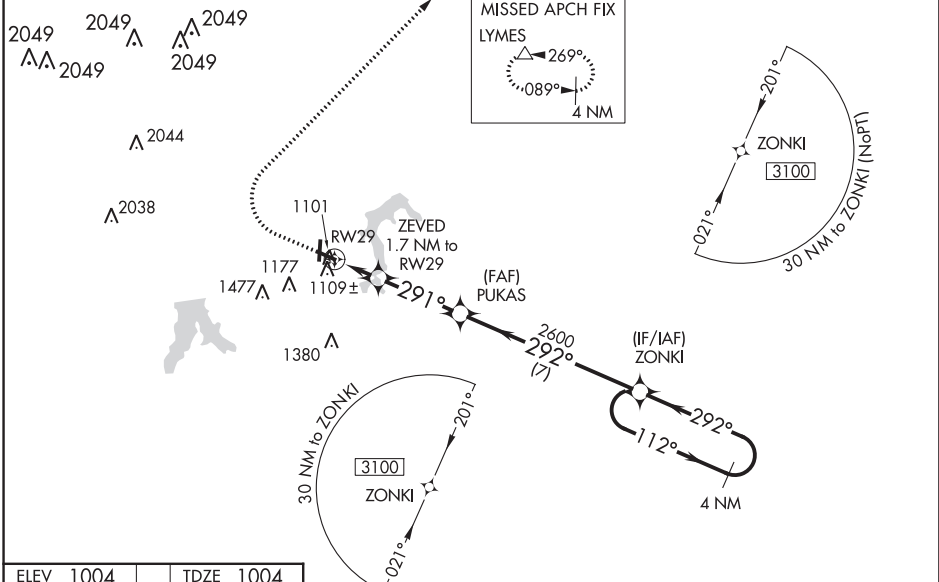 2049
2049
2049
2049
2049
MISSED APCH FIX
LYMES
269°
089°
4 NM
201°
ZONKI
3100
021°
30 NM to ZONKI (NoPT)
2044
2038
1101
RW29
ZEVED
1.7 NM to
RW29
1177
1477
1109±
291°
(FAF)
PUKAS
1380
2600
292°
(7)
(IF/IAF)
ZONKI
292°
112°
4 NM
30 NM to ZONKI
201°
3100
ZONKI
021°
ELEV 1004
TDZE 1004